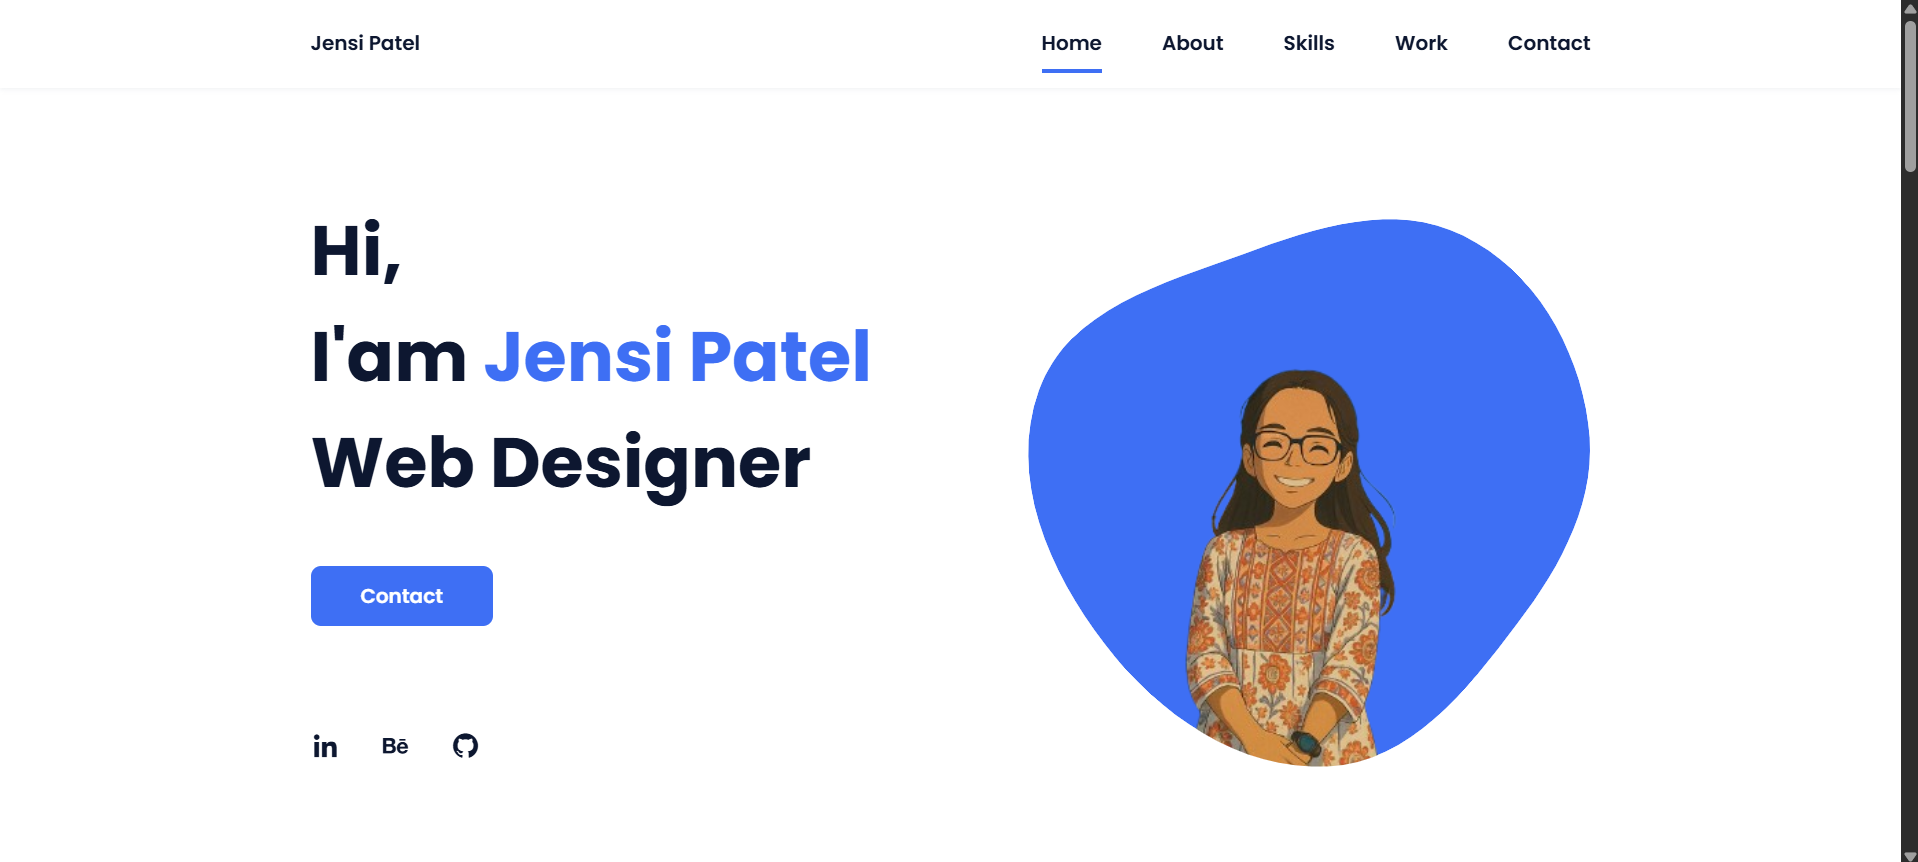 Jensi Patel
Home About Skills Work Contact
Hi,
I'am Jensi Patel
Web Designer
Contact
in Bē